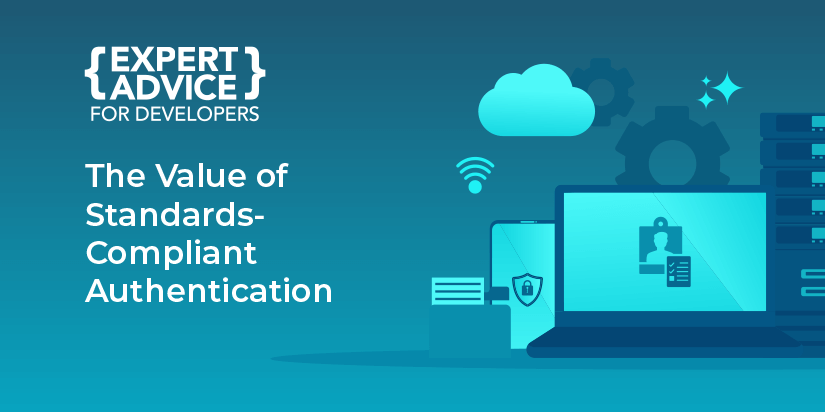 {EXPERT
ADVICE}
FOR DEVELOPERS
The Value of
Standards-
Compliant
Authentication